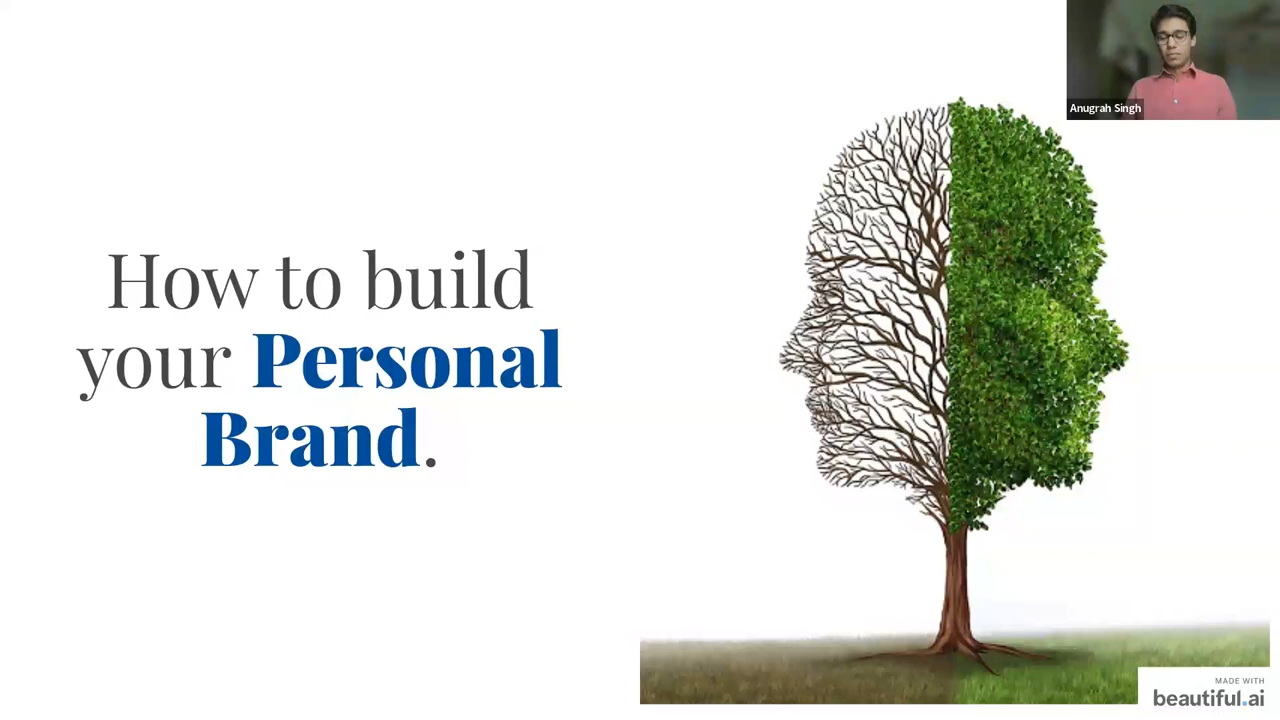 Anugrah Singh
How to build
your Personal
Brand.
MADE WITH
beautiful.ai